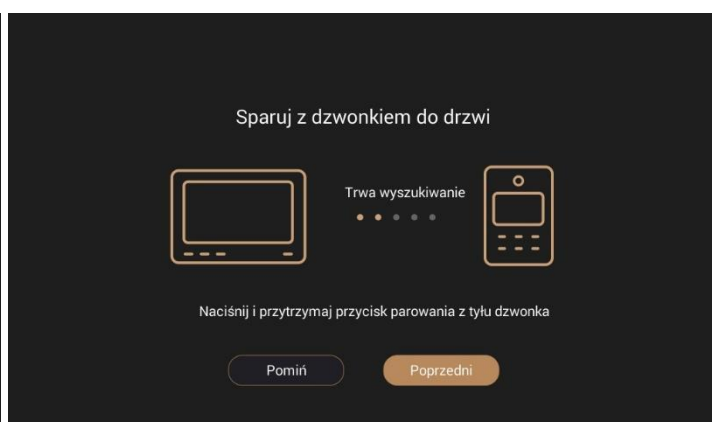 Sparuj z dzwonkiem do drzwi
Trwa wyszukiwanie
Naciśnij i przytrzymaj przycisk parowania z tyłu dzwonka
Pomiń
Poprzedni